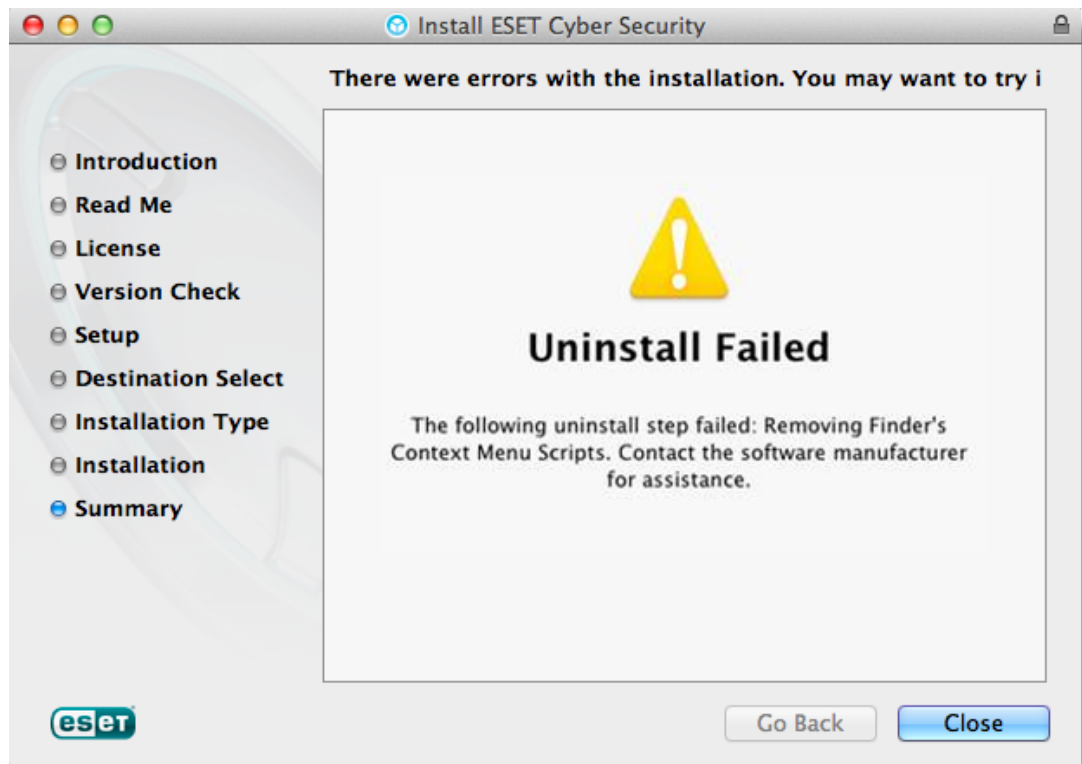 Install ESET Cyber Security
There were errors with the installation. You may want to try i
Introduction
Read Me
License
Version Check
Setup
Destination Select
Installation Type
Installation
Summary
Uninstall Failed
The following uninstall step failed: Removing Finder's
Context Menu Scripts. Contact the software manufacturer
for assistance.
eseT
Go Back
Close